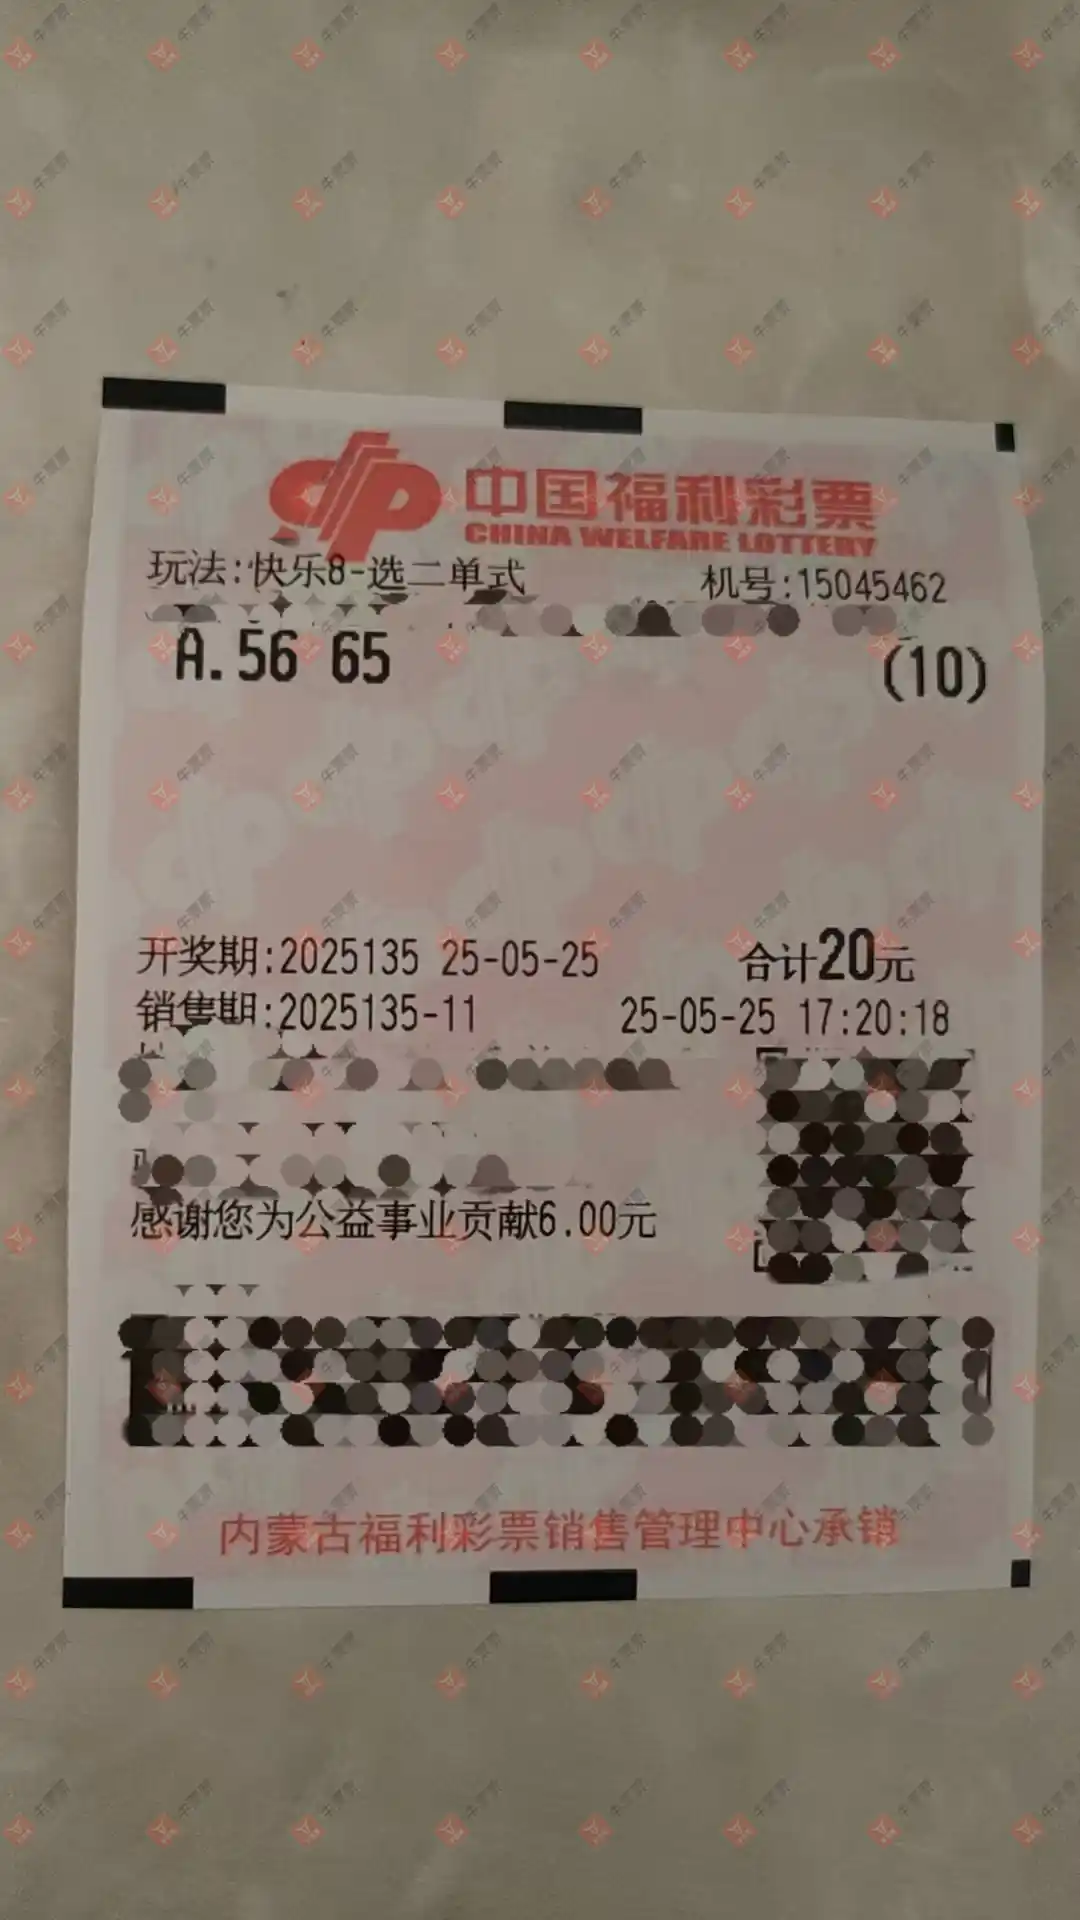 中国福利彩票
CHINA WELFARE LOTTERY
玩法:快乐8-选二单式 机号:15045462
A.56 65 (10)
开奖期:2025135 25-05-25 合计20元
销售期:2025135-11 25-05-25 17:20:18
感谢您为公益事业贡献6.00元
内蒙古福利彩票销售管理中心承销